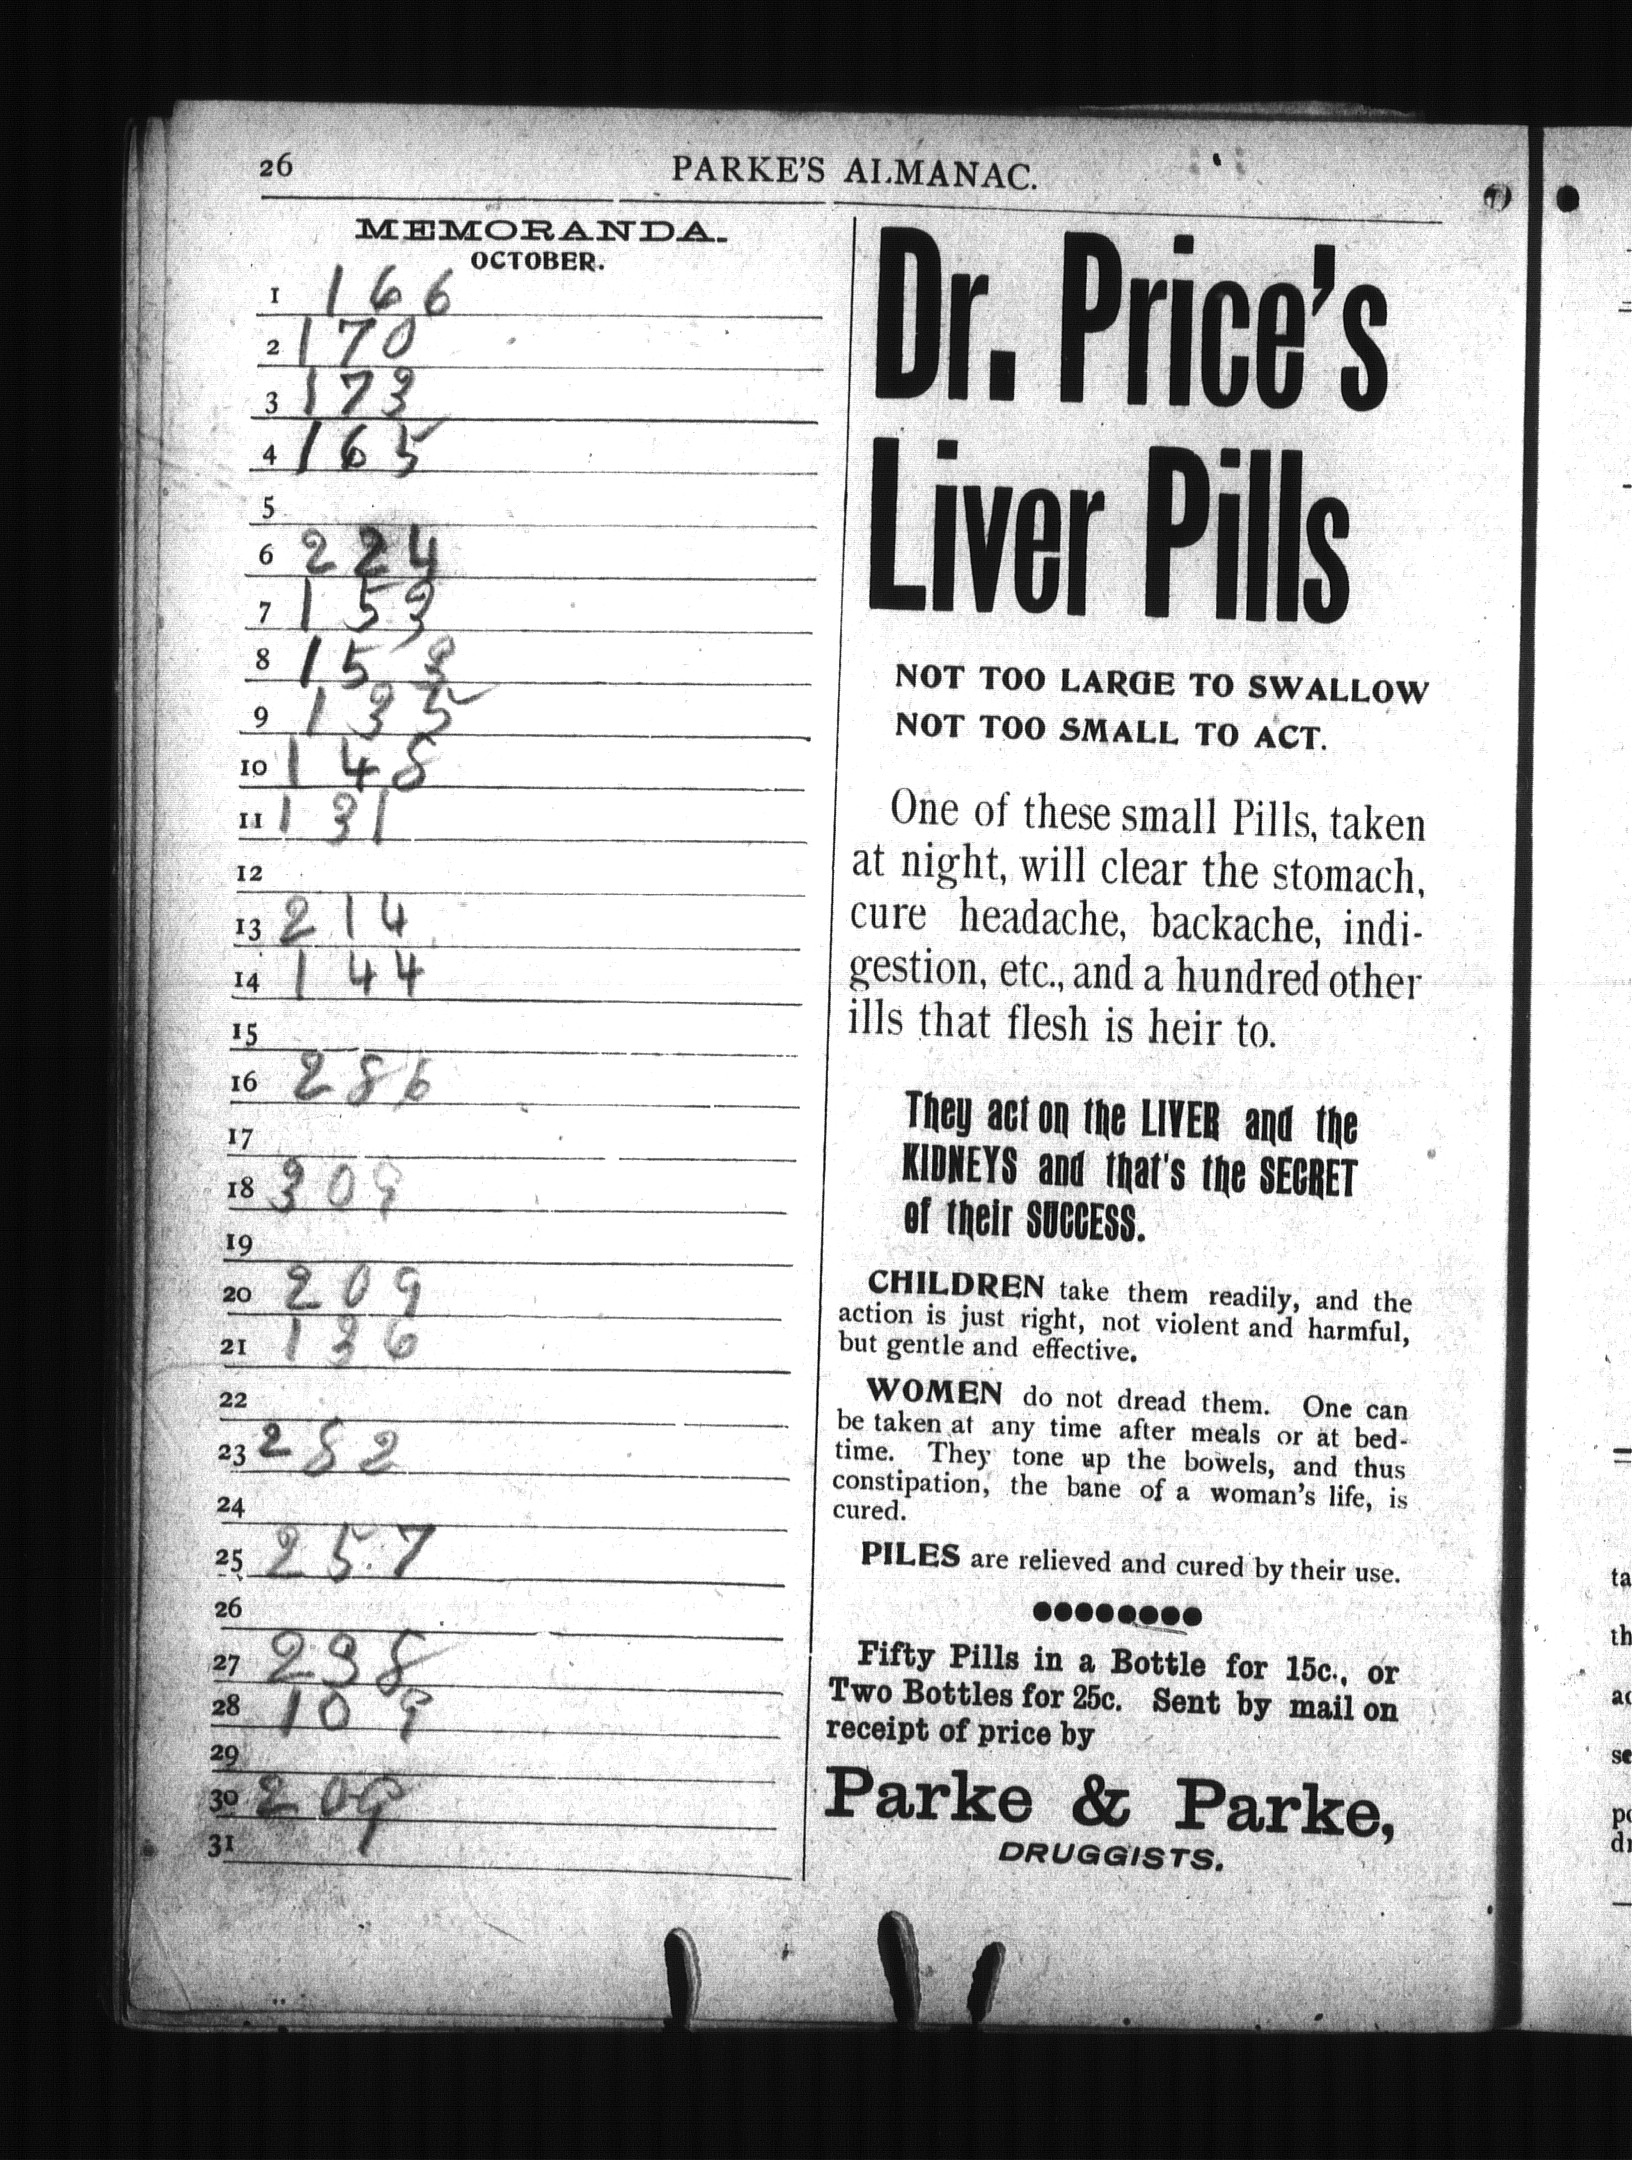 26
PARKE'S ALMANAC.
MEMORANDA.
OCTOBER.
1 166
2 170
3 173
4 165
5
6 224
7 153
8 153
9 135
10 148
11 131
12
13 214
14 144
15
16 286
17
18 309
19
20 209
21 136
22
23 282
24
25 257
26
27 238
28 109
29
30 209
31
Dr. Price's
Liver Pills
NOT TOO LARGE TO SWALLOW
NOT TOO SMALL TO ACT.
One of these small Pills, taken
at night, will clear the stomach,
cure headache, backache, indi-
gestion, etc., and a hundred other
ills that flesh is heir to.
They act on the LIVER and the
KIDNEYS and that's the SECRET
of their SUCCESS.
CHILDREN take them readily, and the
action is just right, not violent and harmful,
but gentle and effective.
WOMEN do not dread them. One can
be taken at any time after meals or at bed-
time. They tone up the bowels, and thus
constipation, the bane of a woman's life, is
cured.
PILES are relieved and cured by their use.
Fifty Pills in a Bottle for 15c., or
Two Bottles for 25c. Sent by mail on
receipt of price by
Parke & Parke,
DRUGGISTS.